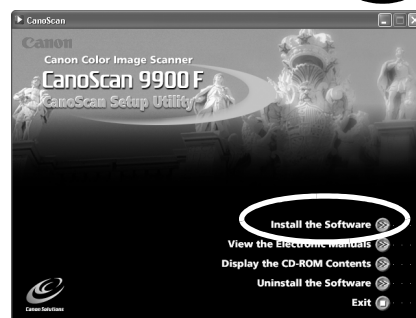 CanoScan
Canon
Canon Color Image Scanner
CanoScan 9900 F
CanoScan Setup Utility
Install the Software
View the Electronic Manuals
Display the CD-ROM Contents
Uninstall the Software
Exit
Canon Solutions